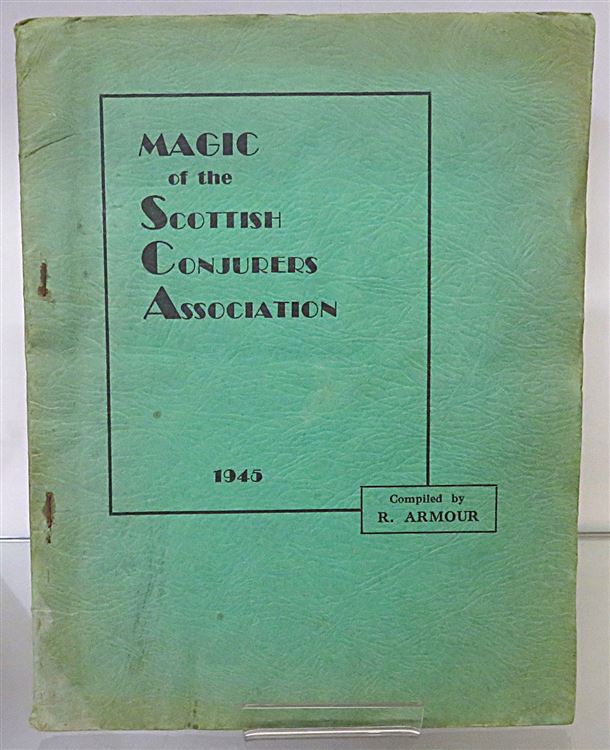 MAGIC
of the
SCOTTISH
CONJURERS
ASSOCIATION
1945
Compiled by
R. ARMOUR